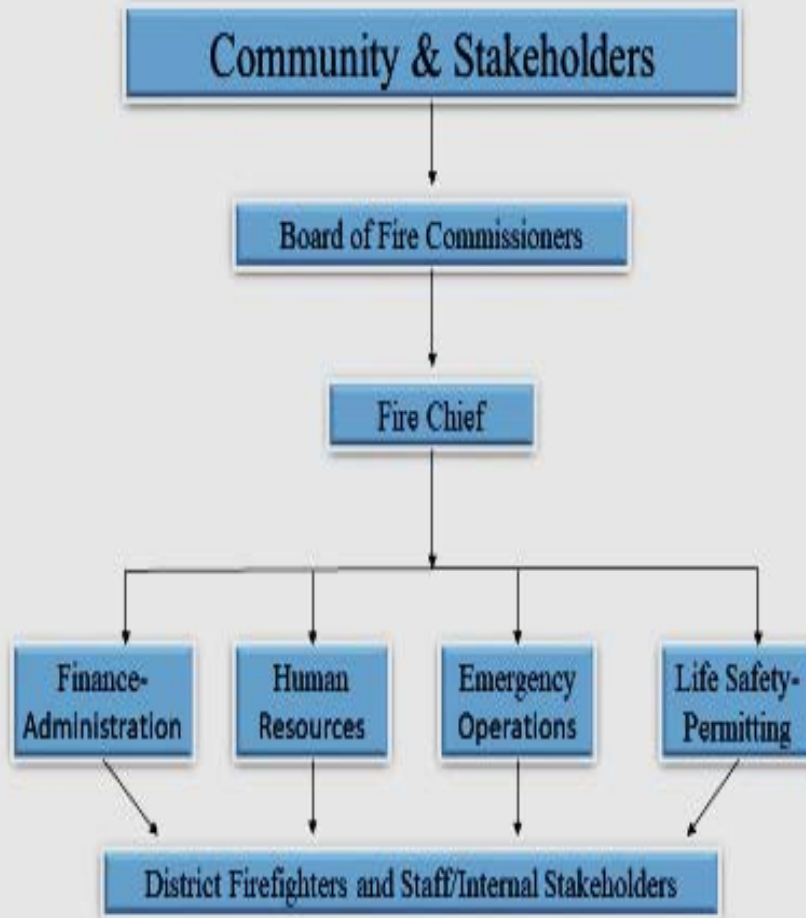 Community & Stakeholders
Board of Fire Commissioners
Fire Chief
Finance-
Administration
Human
Resources
Emergency
Operations
Life Safety-
Permitting
District Firefighters and Staff/Internal Stakeholders